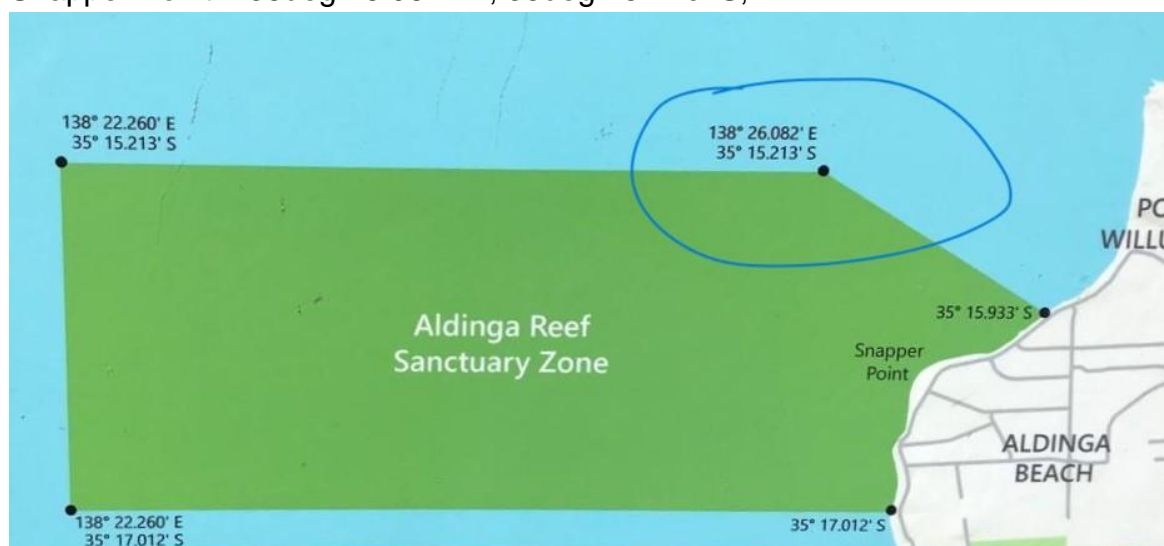 138° 22.260' E
35° 15.213' S
138° 26.082' E
35° 15.213' S
PO
WILLU
35° 15.933' S
Aldinga Reef
Sanctuary Zone
Snapper
Point
ALDINGA
BEACH
138° 22.260' E
35° 17.012' S
35° 17.012' S